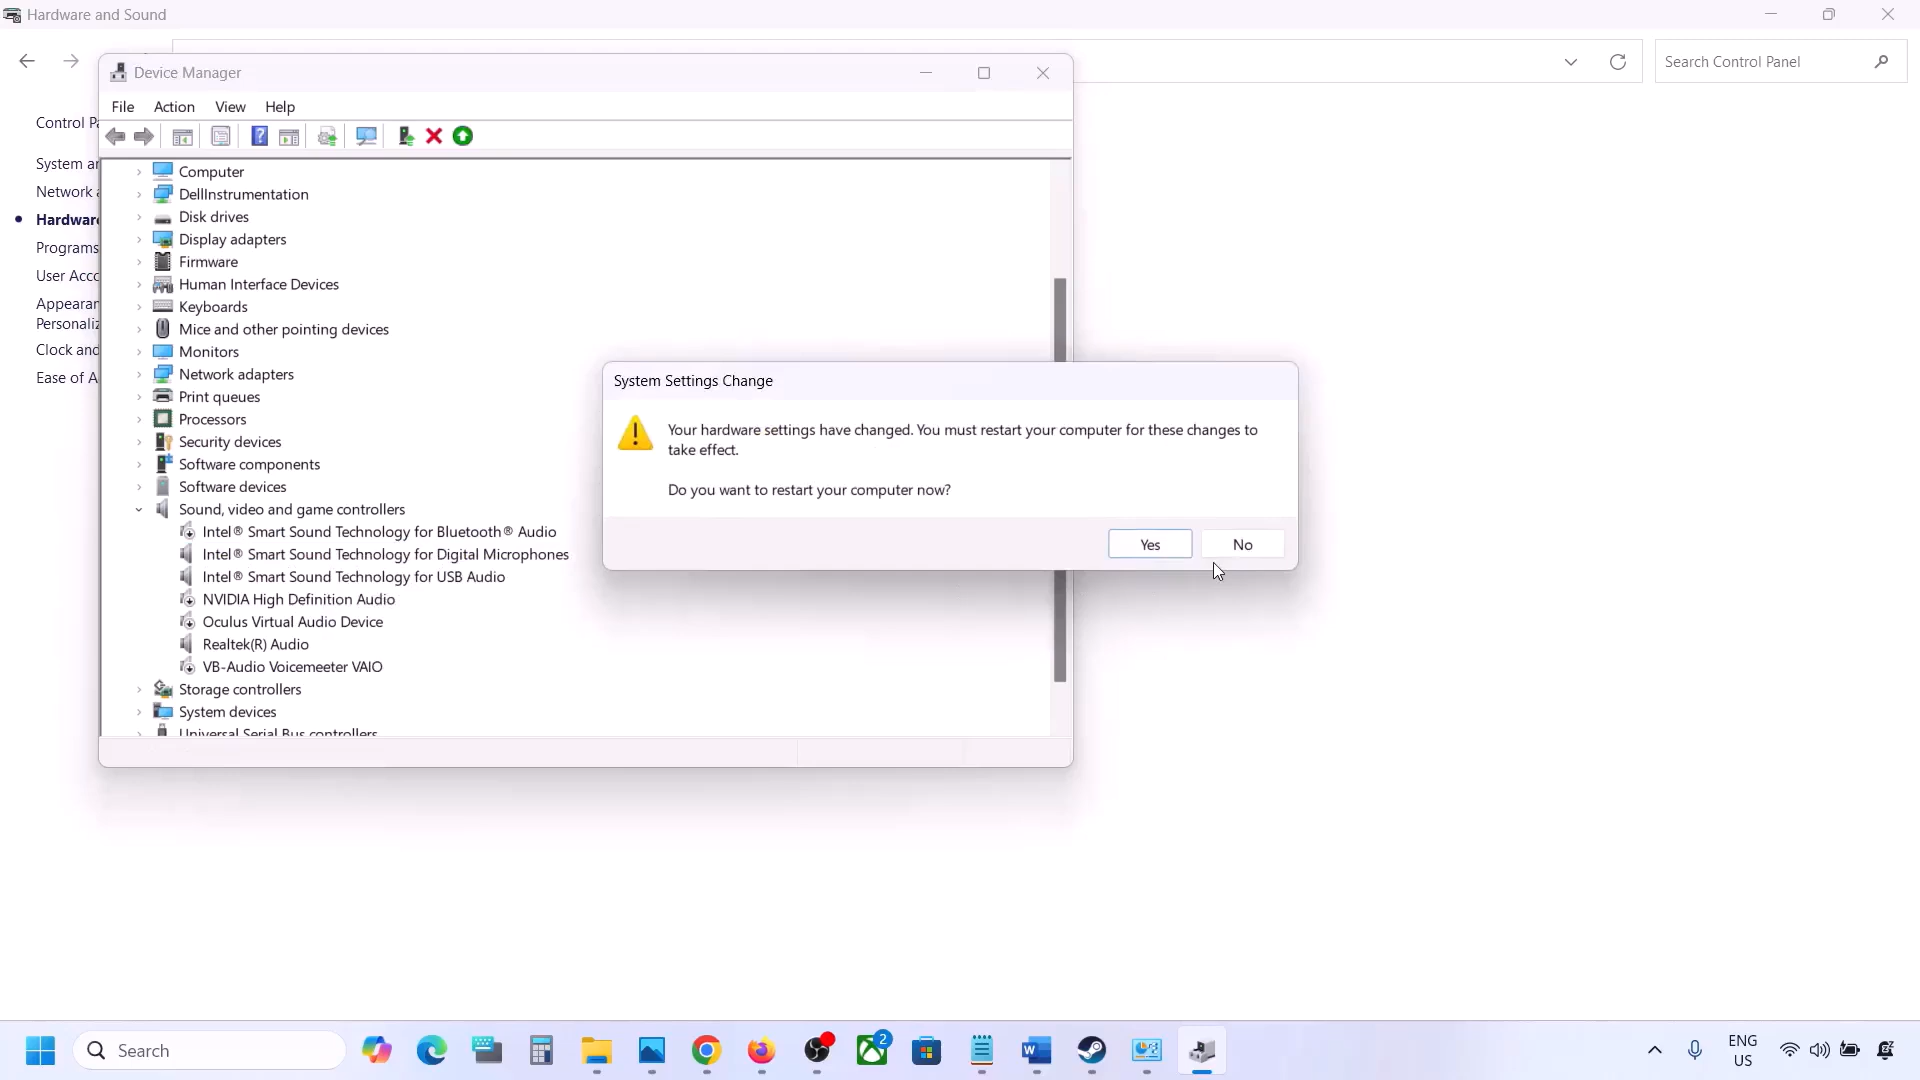 Hardware and Sound
Search Control Panel
Device Manager
File Action View Help
Control Pa
System an
Network a
Hardware
Programs
User Acco
Appearan
Personaliz
Clock and
Ease of A
Computer
DellInstrumentation
Disk drives
Display adapters
Firmware
Human Interface Devices
Keyboards
Mice and other pointing devices
Monitors
Network adapters
Print queues
Processors
Security devices
Software components
Software devices
Sound, video and game controllers
Intel® Smart Sound Technology for Bluetooth® Audio
Intel® Smart Sound Technology for Digital Microphones
Intel® Smart Sound Technology for USB Audio
NVIDIA High Definition Audio
Oculus Virtual Audio Device
Realtek(R) Audio
VB-Audio Voicemeeter VAIO
Storage controllers
System devices
Universal Serial Bus controllers
System Settings Change
Your hardware settings have changed. You must restart your computer for these changes to
take effect.
Do you want to restart your computer now?
Yes No
Search
2
ENG
US